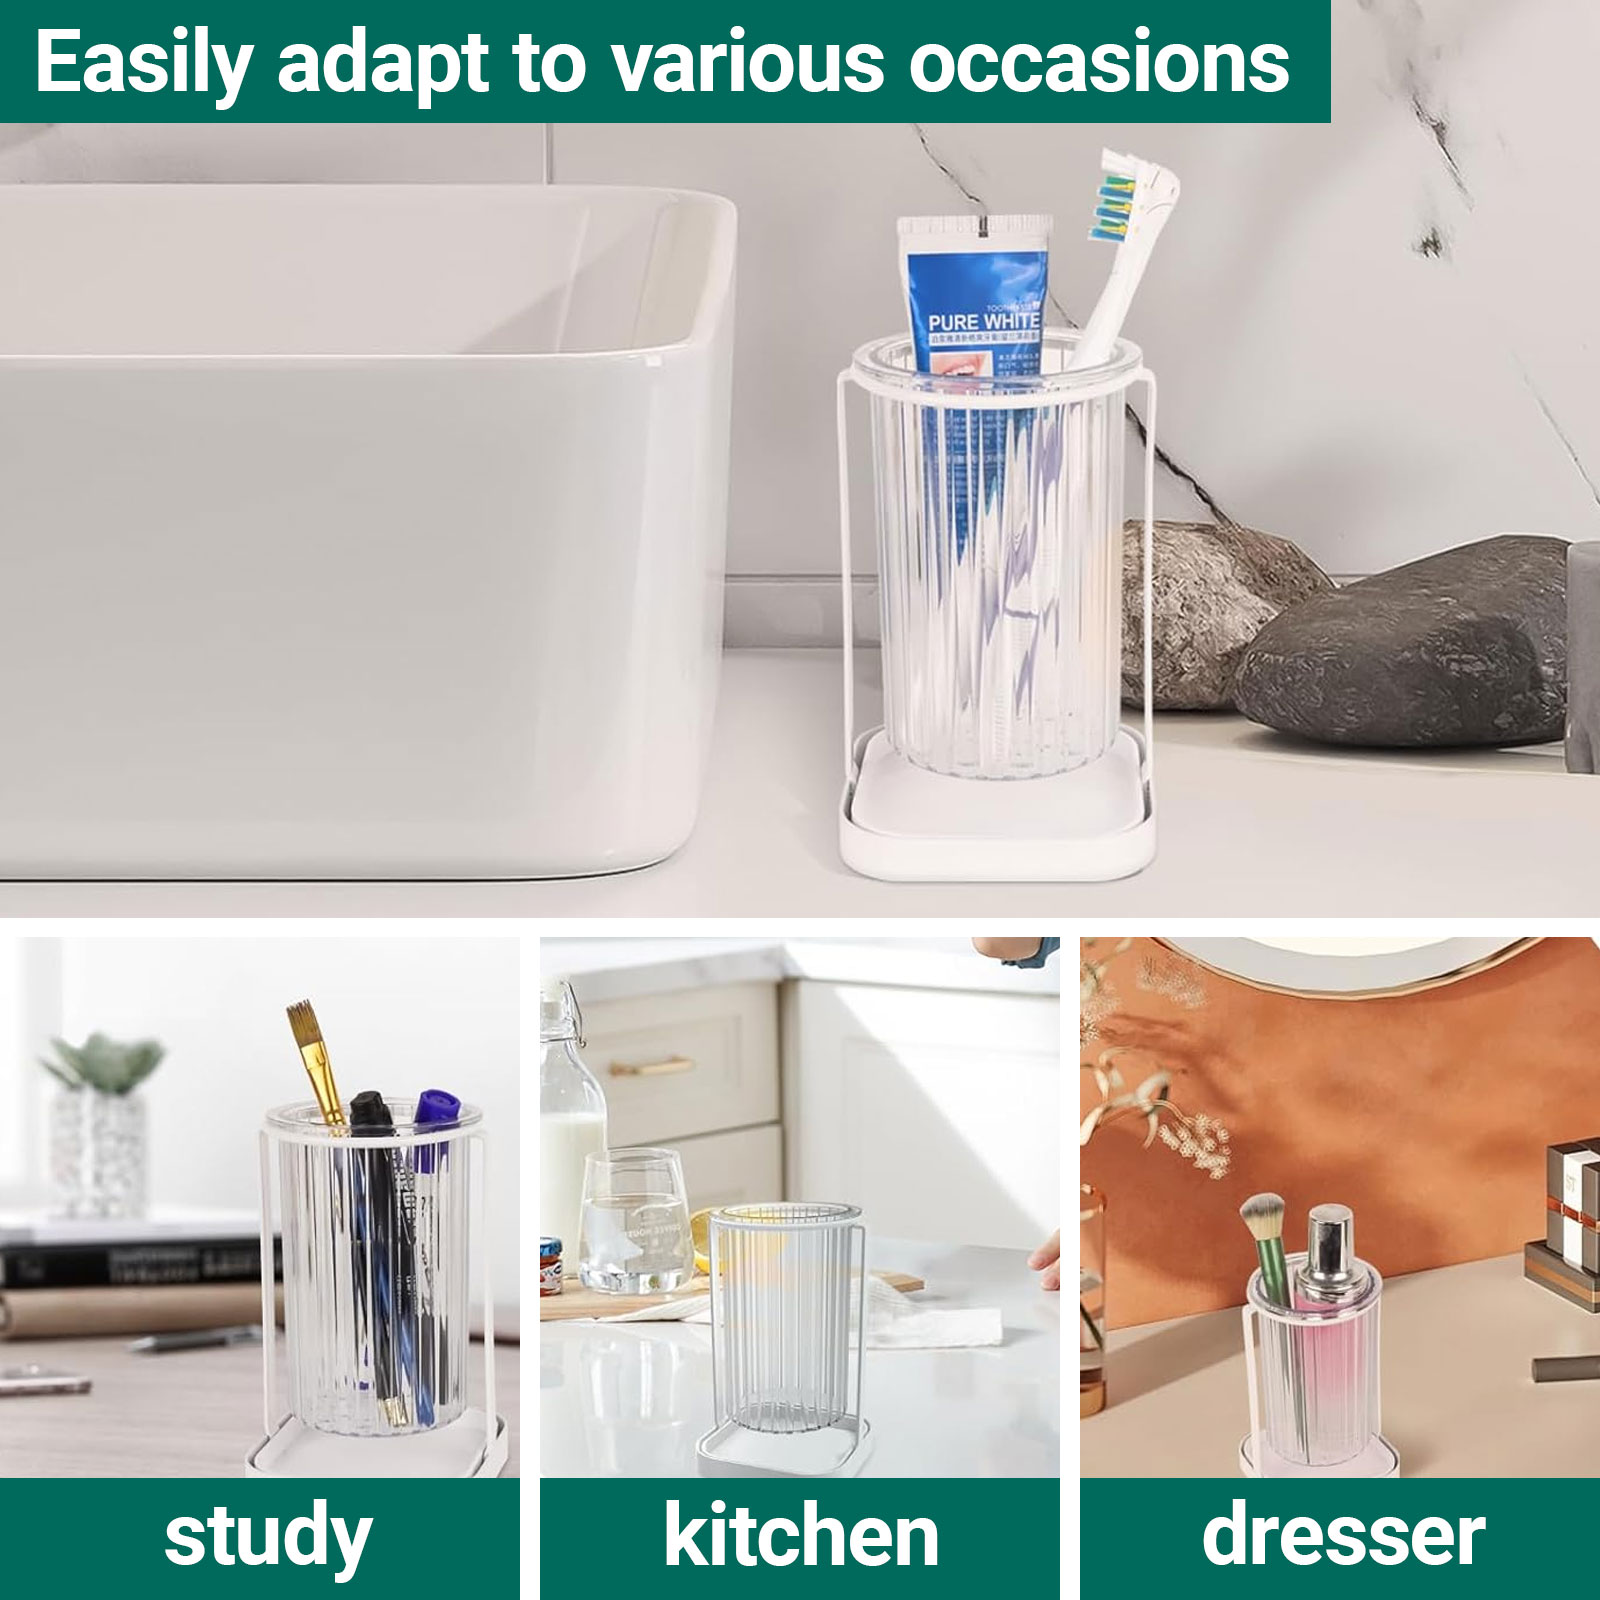 Easily adapt to various occasions
PURE WHITE
study
kitchen
dresser